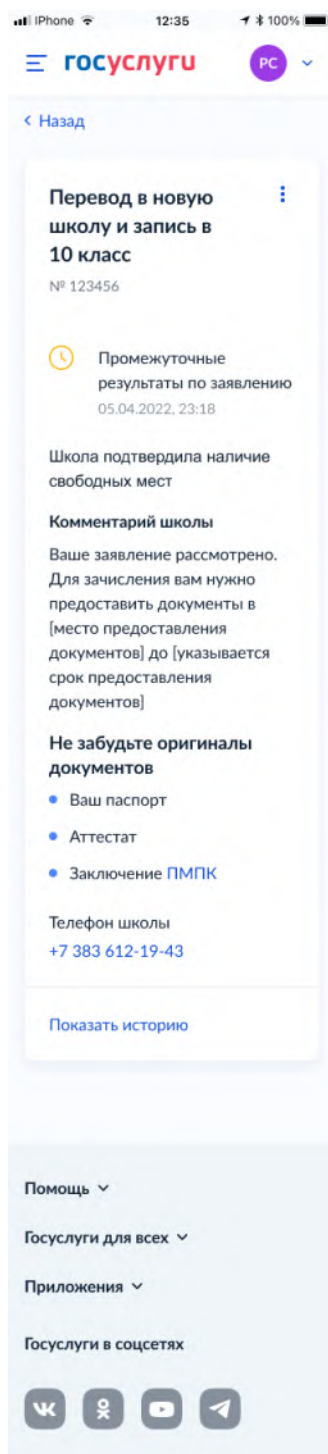 iPhone 12:35 100%
госуслуги РС
Назад
Перевод в новую
школу и запись в
10 класс
№ 123456
Промежуточные
результаты по заявлению
05.04.2022, 23:18
Школа подтвердила наличие
свободных мест
Комментарий школы
Ваше заявление рассмотрено.
Для зачисления вам нужно
предоставить документы в
[место предоставления
документов] до [указывается
срок предоставления
документов]
Не забудьте оригиналы
документов
Ваш паспорт
Аттестат
Заключение ПМПК
Телефон школы
+7 383 612-19-43
Показать историю
Помощь
Госуслуги для всех
Приложения
Госуслуги в соцсетях